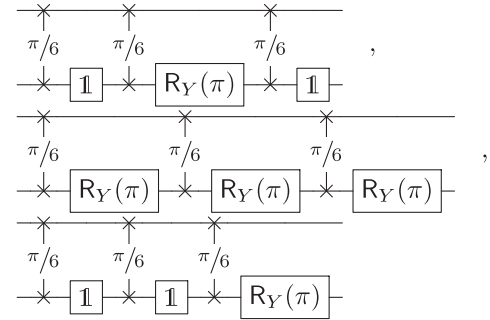 π/6 π/6 π/6 ,
𝟙 R_Y(π) 𝟙
π/6 π/6 π/6 ,
R_Y(π) R_Y(π) R_Y(π)
π/6 π/6 π/6
𝟙 𝟙 R_Y(π)